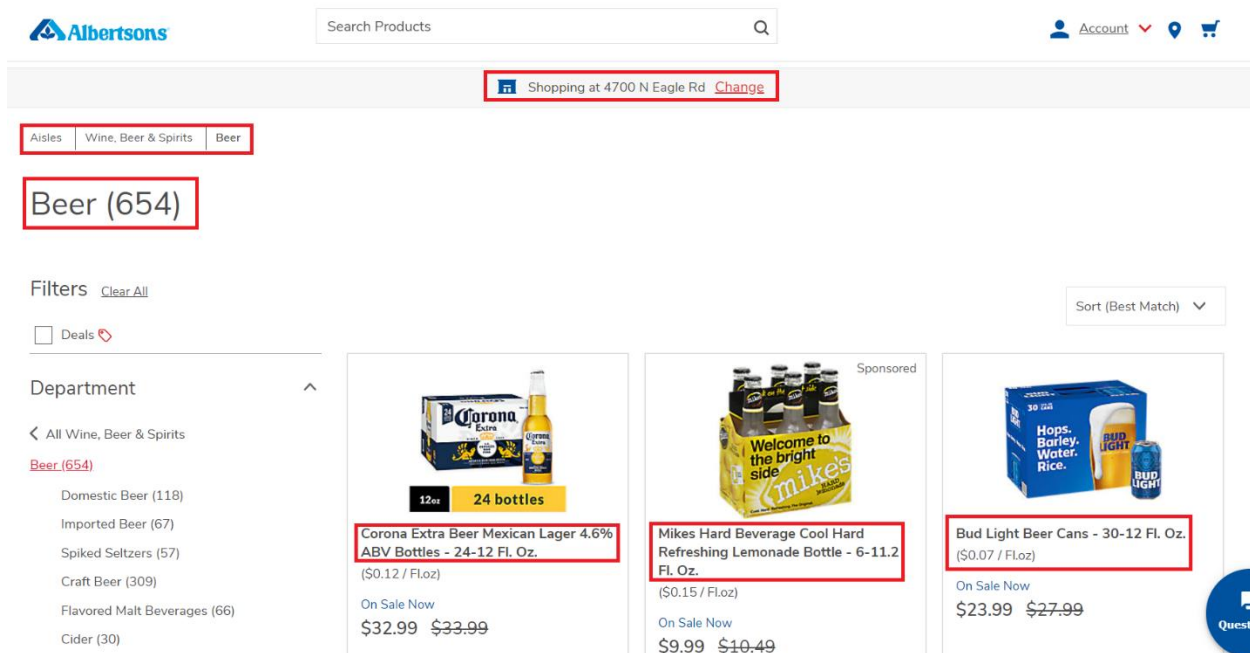 Albertsons
Search Products
Account
Shopping at 4700 N Eagle Rd Change
Aisles Wine, Beer & Spirits Beer
Beer (654)
Filters Clear All
Sort (Best Match)
Deals
Department
All Wine, Beer & Spirits
Beer (654)
Domestic Beer (118)
Imported Beer (67)
Spiked Seltzers (57)
Craft Beer (309)
Flavored Malt Beverages (66)
Cider (30)
Corona
Extra
12oz 24 bottles
Corona Extra Beer Mexican Lager 4.6%
ABV Bottles - 24-12 Fl. Oz.
($0.12 / Fl.oz)
On Sale Now
$32.99 $33.99
Sponsored
Welcome to
the bright
side
mike's
HARD
Mikes Hard Beverage Cool Hard
Refreshing Lemonade Bottle - 6-11.2
Fl. Oz.
($0.15 / Fl.oz)
On Sale Now
$9.99 $10.49
30
Hops.
Barley.
Water.
Rice.
BUD
LIGHT
BUD
LIGHT
Bud Light Beer Cans - 30-12 Fl. Oz.
($0.07 / Fl.oz)
On Sale Now
$23.99 $27.99